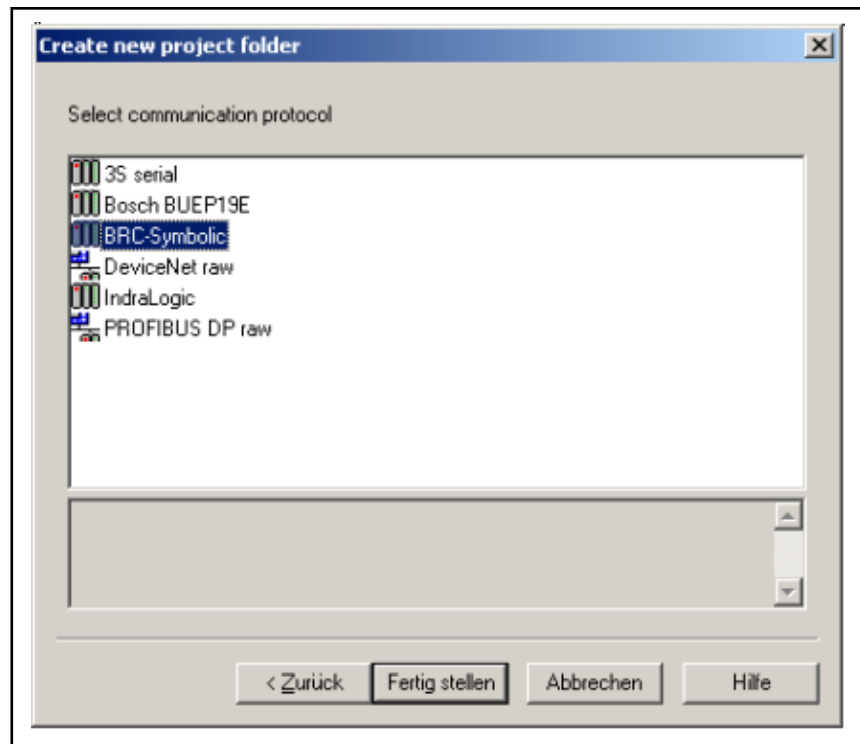 Create new project folder
Select communication protocol
3S serial
Bosch BUEP19E
BRC-Symbolic
DeviceNet raw
IndraLogic
PROFIBUS DP raw
< Zurück Fertig stellen Abbrechen Hilfe